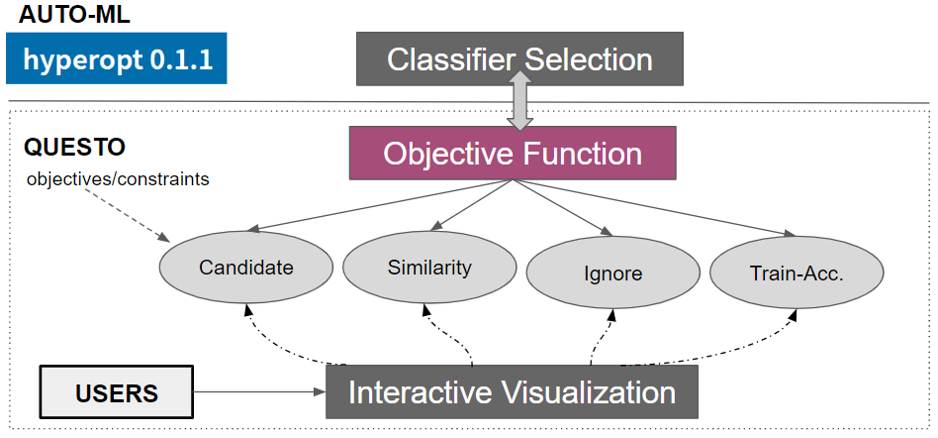 AUTO-ML
hyperopt 0.1.1
Classifier Selection
QUESTO
objectives/constraints
Objective Function
Candidate
Similarity
Ignore
Train-Acc.
USERS
Interactive Visualization